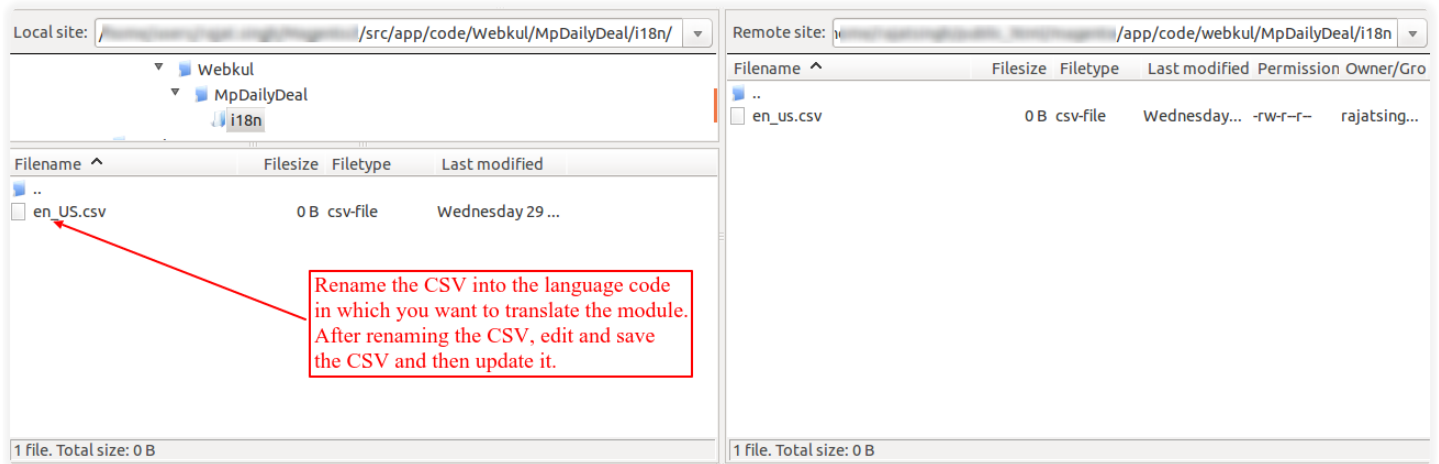 Local site: /src/app/code/Webkul/MpDailyDeal/i18n/
Webkul
MpDailyDeal
i18n
Filename Filesize Filetype Last modified
..
en_US.csv 0 B csv-file Wednesday 29 ...
Rename the CSV into the language code
in which you want to translate the module.
After renaming the CSV, edit and save
the CSV and then update it.
1 file. Total size: 0 B
Remote site: /app/code/webkul/MpDailyDeal/i18n
Filename Filesize Filetype Last modified Permission Owner/Gro
..
en_us.csv 0 B csv-file Wednesday... -rw-r--r-- rajatsing...
1 file. Total size: 0 B